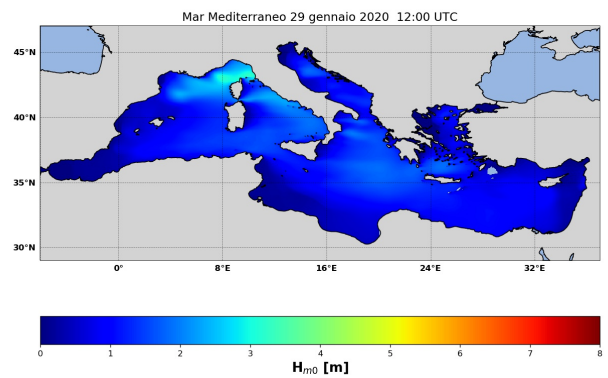 Mar Mediterraneo 29 gennaio 2020 12:00 UTC
45°N
40°N
35°N
30°N
0° 8°E 16°E 24°E 32°E
0 1 2 3 4 5 6 7 8
Hm0 [m]